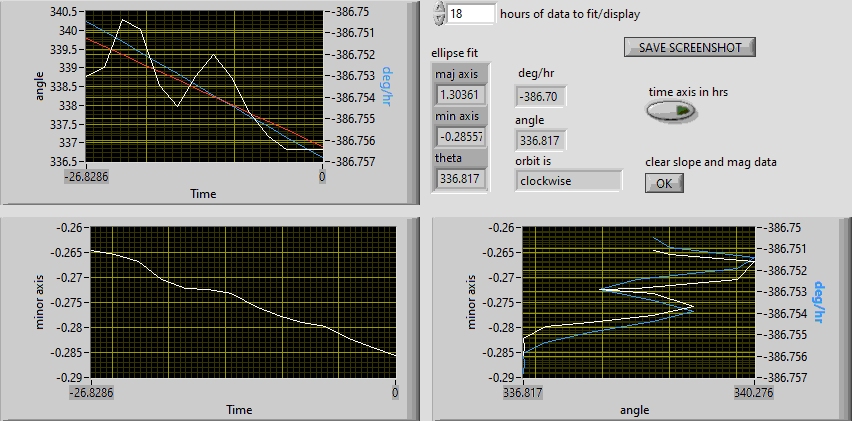 18 hours of data to fit/display
SAVE SCREENSHOT
340.5
340
339.5
339
338.5
338
337.5
337
336.5
angle
-386.75
-386.751
-386.752
-386.753
-386.754
-386.755
-386.756
-386.757
deg/hr
-26.8286
0
Time
ellipse fit
maj axis
1.30361
min axis
-0.28557
theta
336.817
deg/hr
-386.70
angle
336.817
orbit is
clockwise
time axis in hrs
clear slope and mag data
OK
-0.26
-0.265
-0.27
-0.275
-0.28
-0.285
-0.29
minor axis
-26.8286
0
Time
-0.26
-0.265
-0.27
-0.275
-0.28
-0.285
-0.29
minor axis
-386.75
-386.751
-386.752
-386.753
-386.754
-386.755
-386.756
-386.757
deg/hr
336.817
340.276
angle